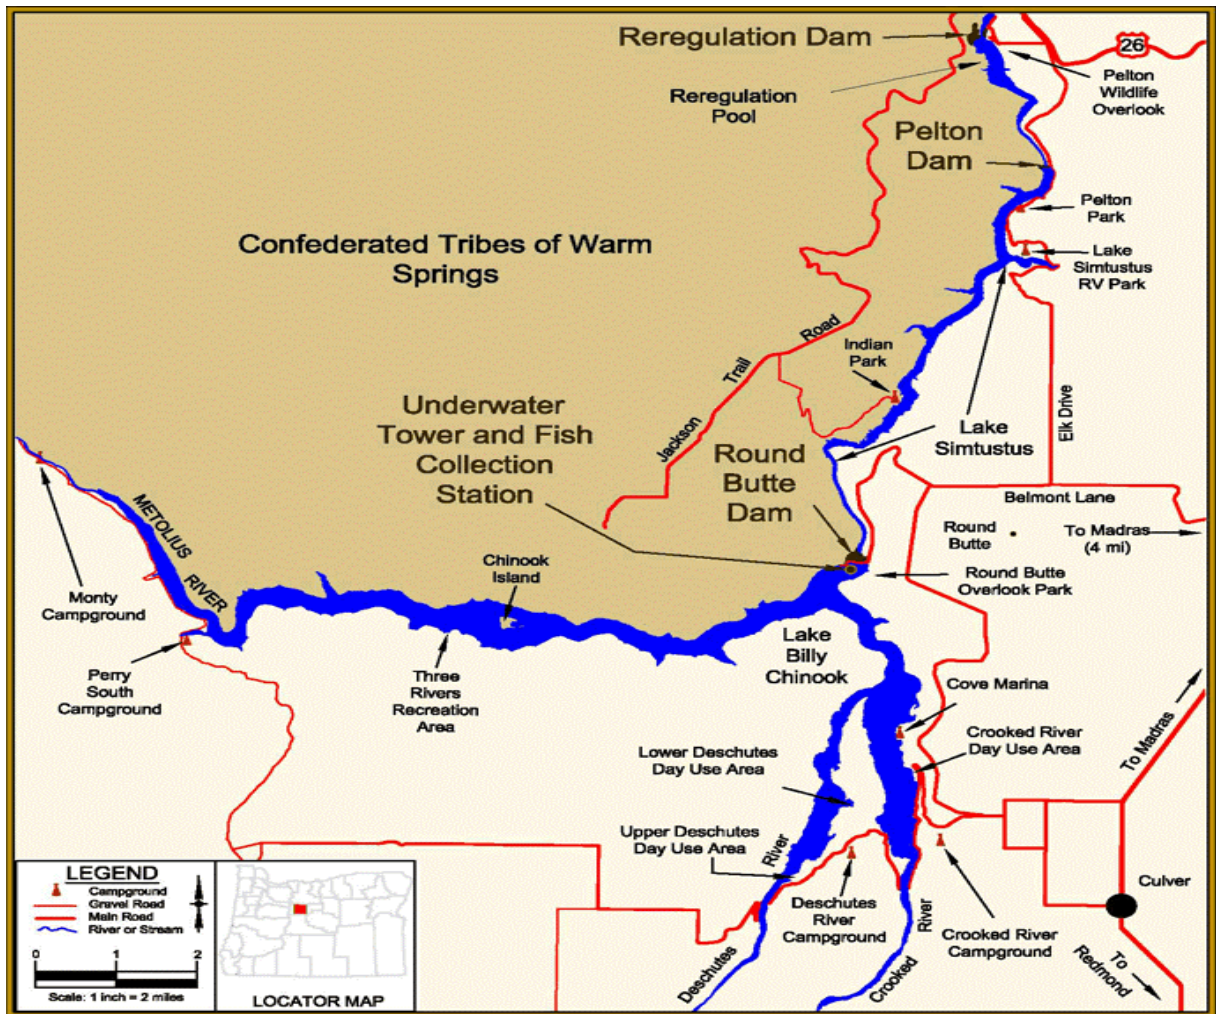 Reregulation Dam
26
Pelton
Wildlife
Overlook
Reregulation
Pool
Pelton
Dam
Pelton
Park
Confederated Tribes of Warm
Springs
Lake
Simtustus
RV Park
Jackson Trail Road
Indian
Park
Elk Drive
Underwater
Tower and Fish
Collection
Station
Lake
Simtustus
Round
Butte
Dam
Belmont Lane
METOLIUS RIVER
Round
Butte
To Madras
(4 mi)
Chinook
Island
Round Butte
Overlook Park
Monty
Campground
Lake
Billy
Chinook
Perry
South
Campground
Three
Rivers
Recreation
Area
Cove Marina
To Madras
Crooked River
Day Use Area
Lower Deschutes
Day Use Area
Upper Deschutes
Day Use Area
Deschutes River
Deschutes
River
Campground
Crooked River
Crooked River
Campground
Culver
To
Redmond
LEGEND
Campground
Gravel Road
Main Road
River or Stream
0 1 2
Scale: 1 inch = 2 miles
LOCATOR MAP